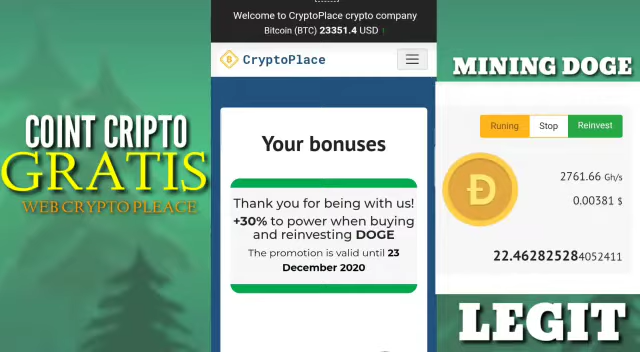 COINT CRIPTO
GRATIS
WEB CRYPTO PLEACE
Welcome to CryptoPlace crypto company
Bitcoin (BTC) 23351.4 USD ↑
CryptoPlace
Your bonuses
Thank you for being with us!
+30% to power when buying
and reinvesting DOGE
The promotion is valid until 23
December 2020
MINING DOGE
Runing Stop Reinvest
2761.66 Gh/s
0.00381 $
22.462825284052411
LEGIT